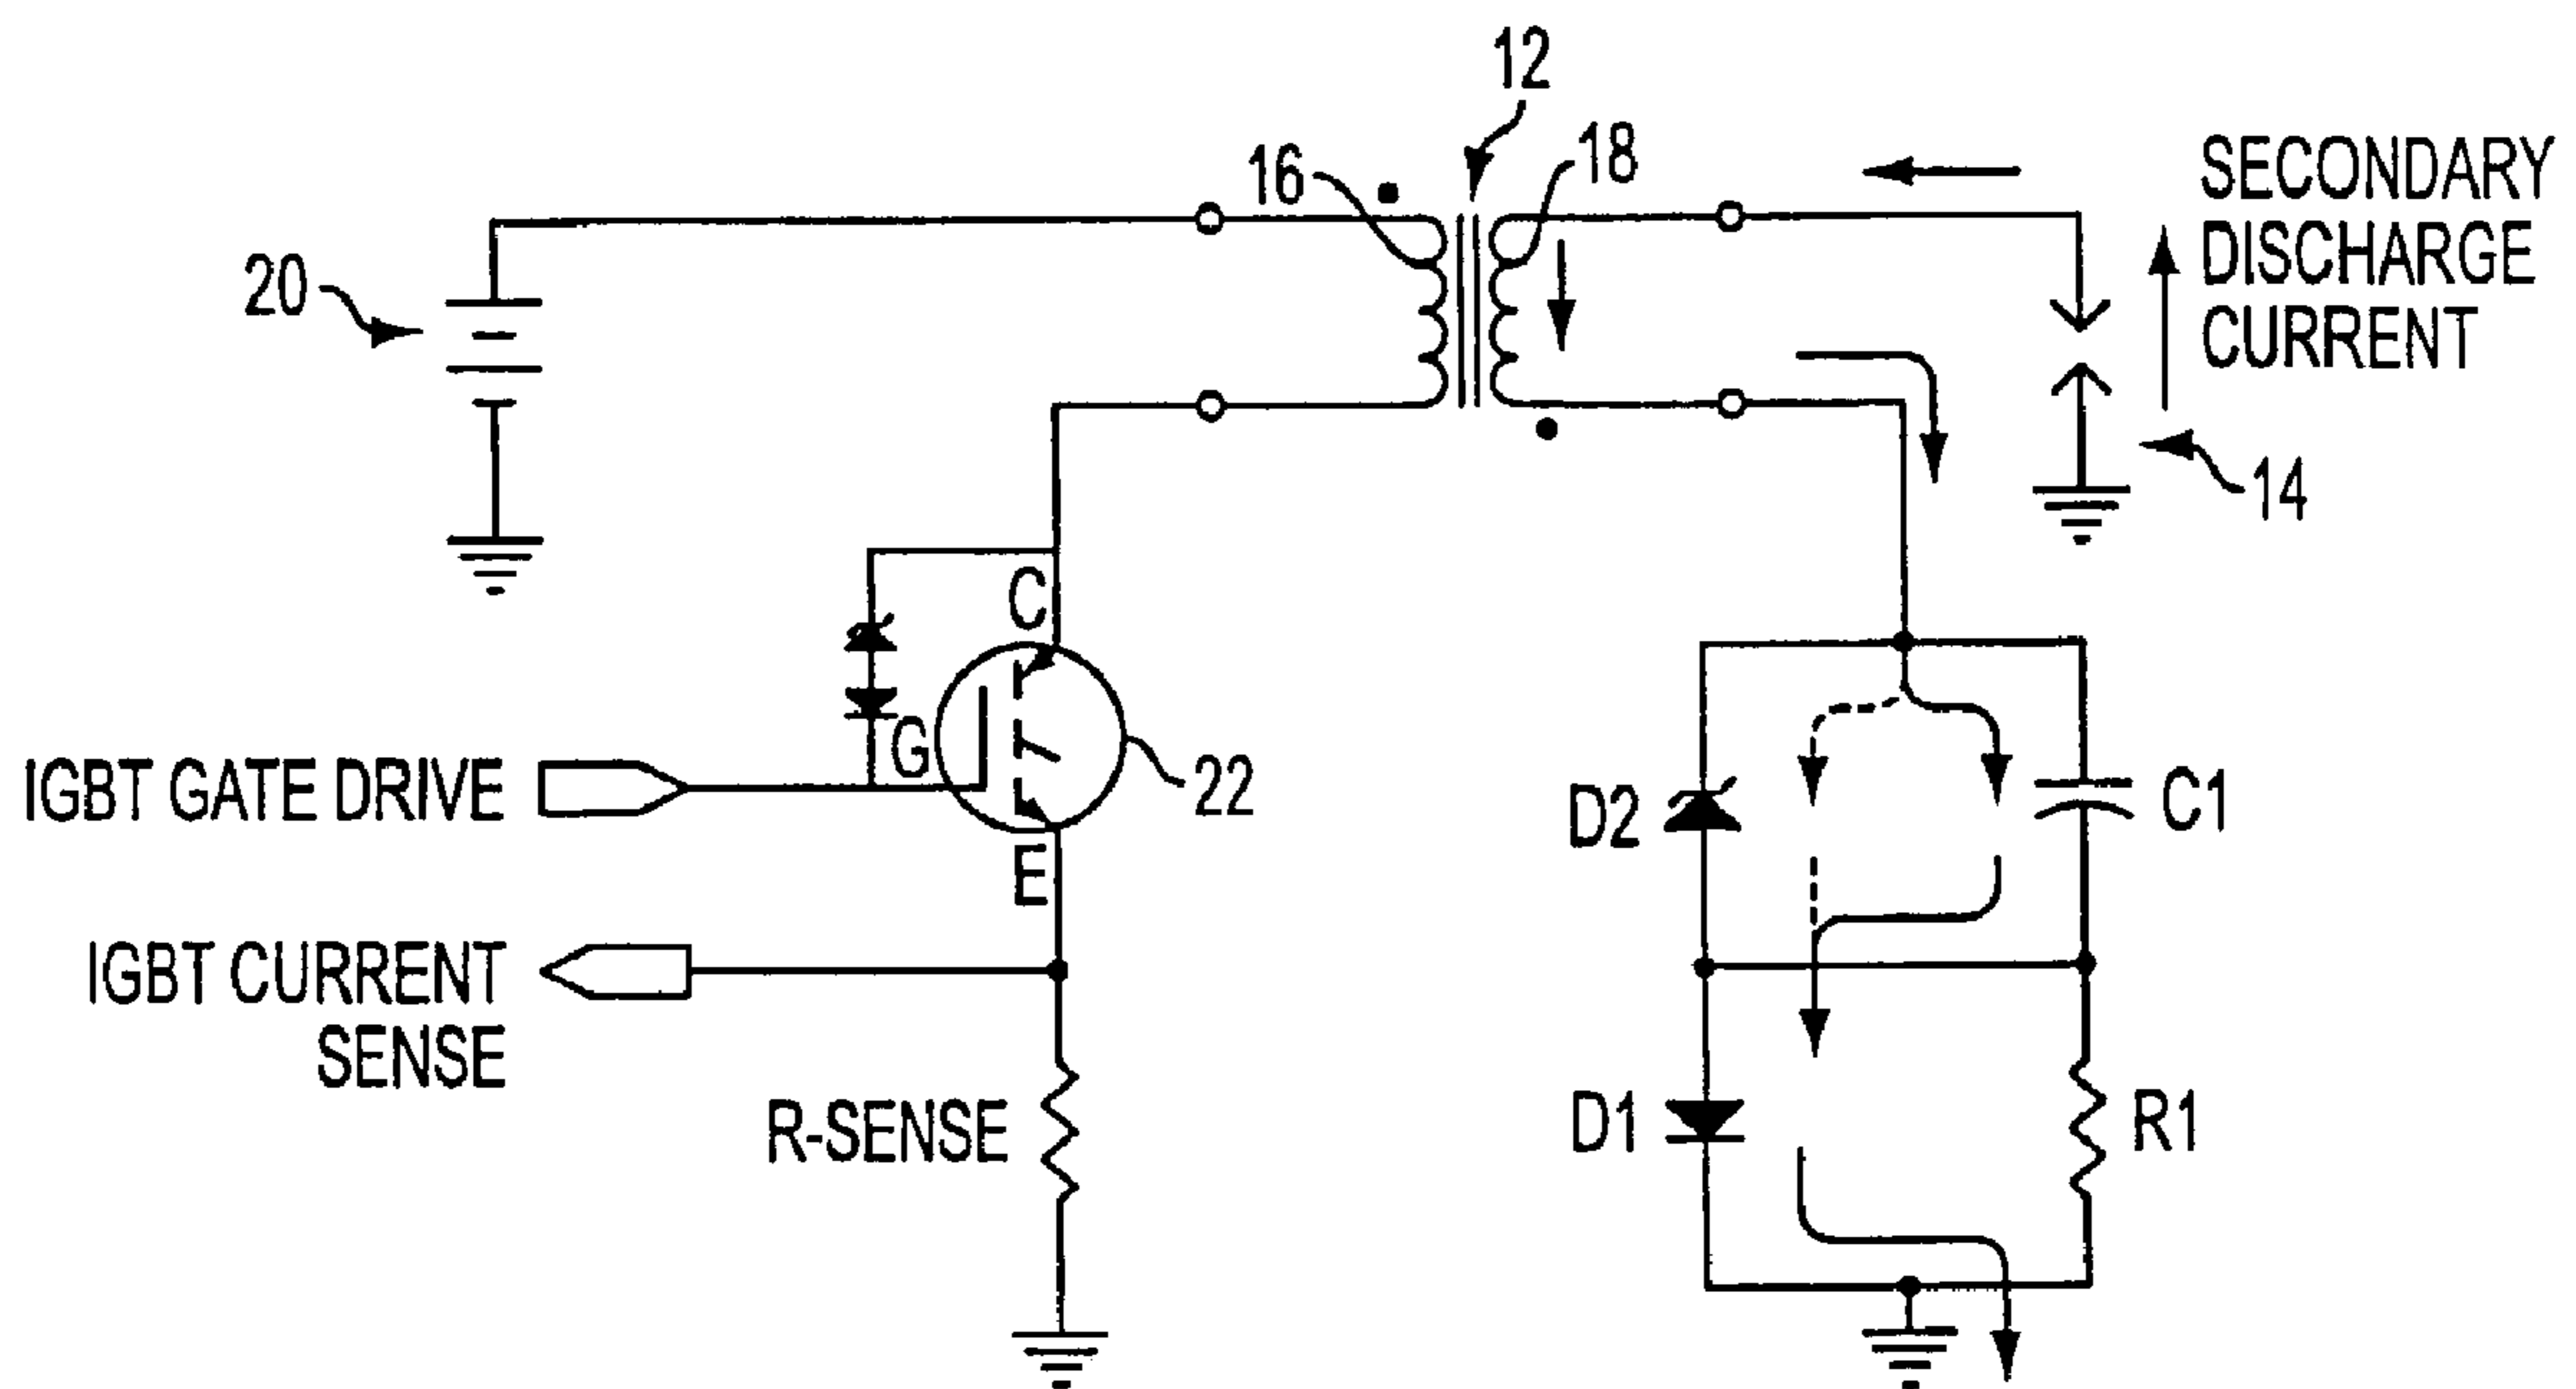 12
16
18
SECONDARY
DISCHARGE
CURRENT
20
14
C
G
IGBT GATE DRIVE
22
E
D2
C1
IGBT CURRENT
SENSE
R-SENSE
D1
R1